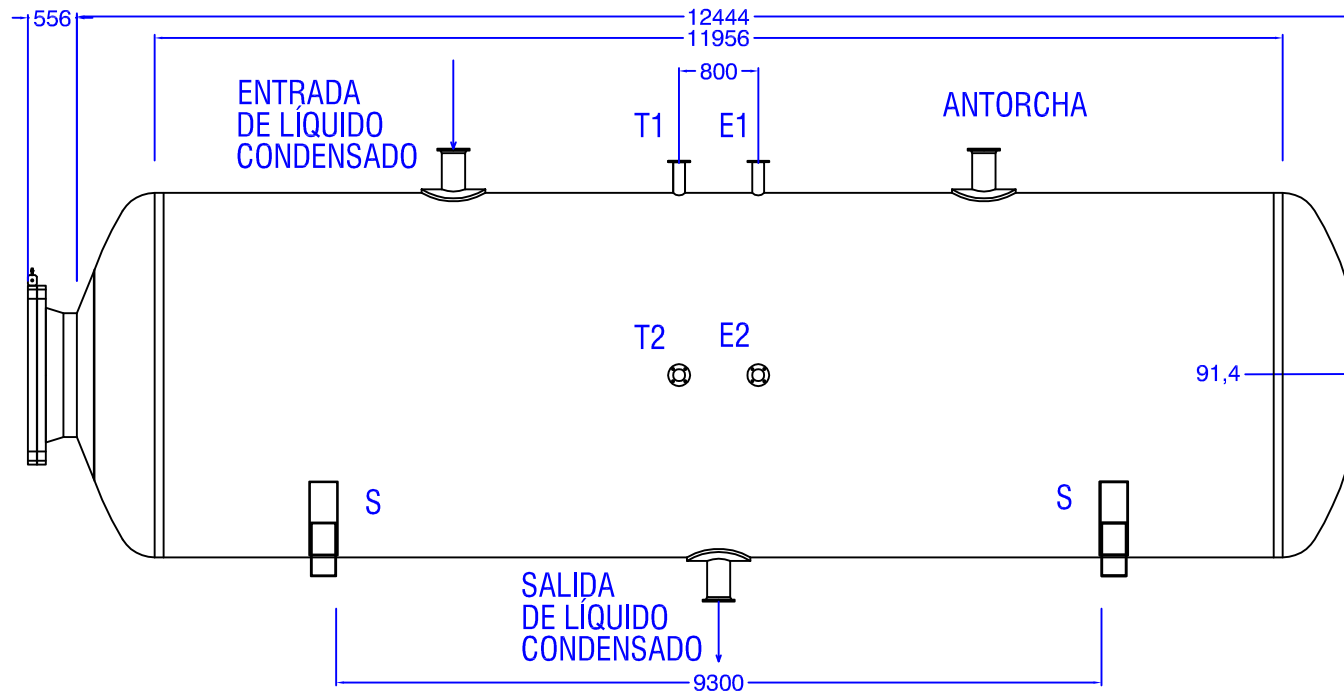 556
12444
11956
800
ENTRADA
DE LÍQUIDO
CONDENSADO
T1
E1
ANTORCHA
T2
E2
91,4
S
S
SALIDA
DE LÍQUIDO
CONDENSADO
9300